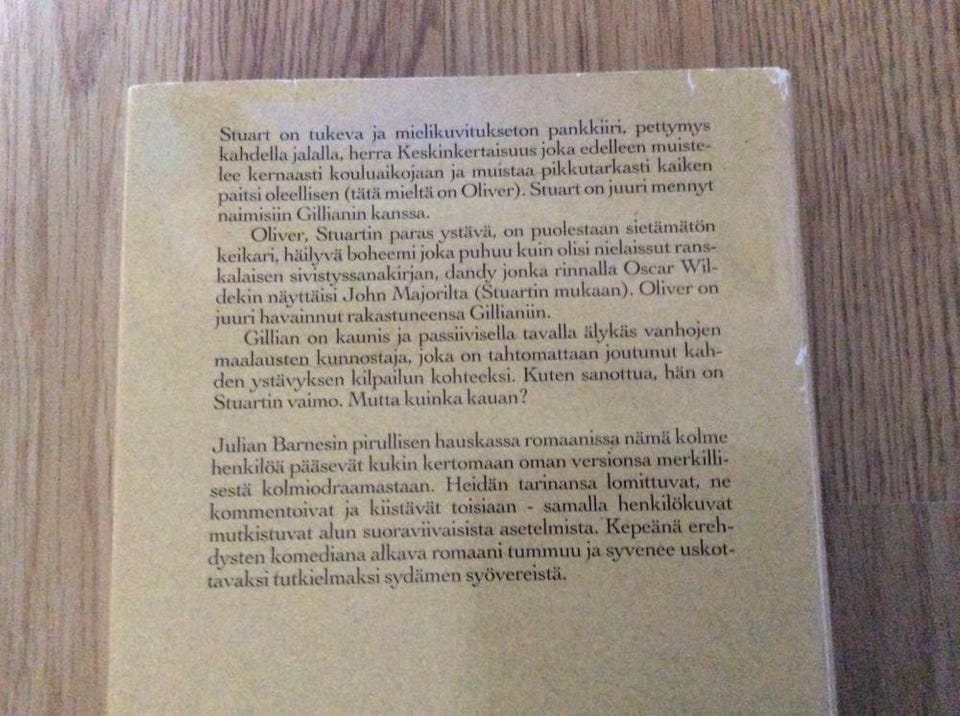 Stuart on tukeva ja mielikuvitukseton pankkiiri, pettymys
kahdella jalalla, herra Keskinkertaisuus joka edelleen muiste-
lee kernaasti kouluaikojaan ja muistaa pikkutarkasti kaiken
paitsi oleellisen (tätä mieltä on Oliver). Stuart on juuri mennyt
naimisiin Gillianin kanssa.
Oliver, Stuartin paras ystävä, on puolestaan sietämätön
keikari, häilyvä boheemi joka puhuu kuin olisi nielaissut rans-
kalaisen sivistyssanakirjan, dandy jonka rinnalla Oscar Wil-
dekin näyttäisi John Majorilta (Stuartin mukaan). Oliver on
juuri havainnut rakastuneensa Gillianiin.
Gillian on kaunis ja passiivisella tavalla älykäs vanhojen
maalausten kunnostaja, joka on tahtomattaan joutunut kah-
den ystävyksen kilpailun kohteeksi. Kuten sanottua, hän on
Stuartin vaimo. Mutta kuinka kauan?
Julian Barnesin pirullisen hauskassa romaanissa nämä kolme
henkilöä pääsevät kukin kertomaan oman versionsa merkilli-
sestä kolmiodraamastaan. Heidän tarinansa lomittuvat, ne
kommentoivat ja kiistävät toisiaan - samalla henkilökuvat
mutkistuvat alun suoraviivaisista asetelmista. Kepeänä ereh-
dysten komediana alkava romaani tummuu ja syvenee uskot-
tavaksi tutkielmaksi sydämen syövereistä.